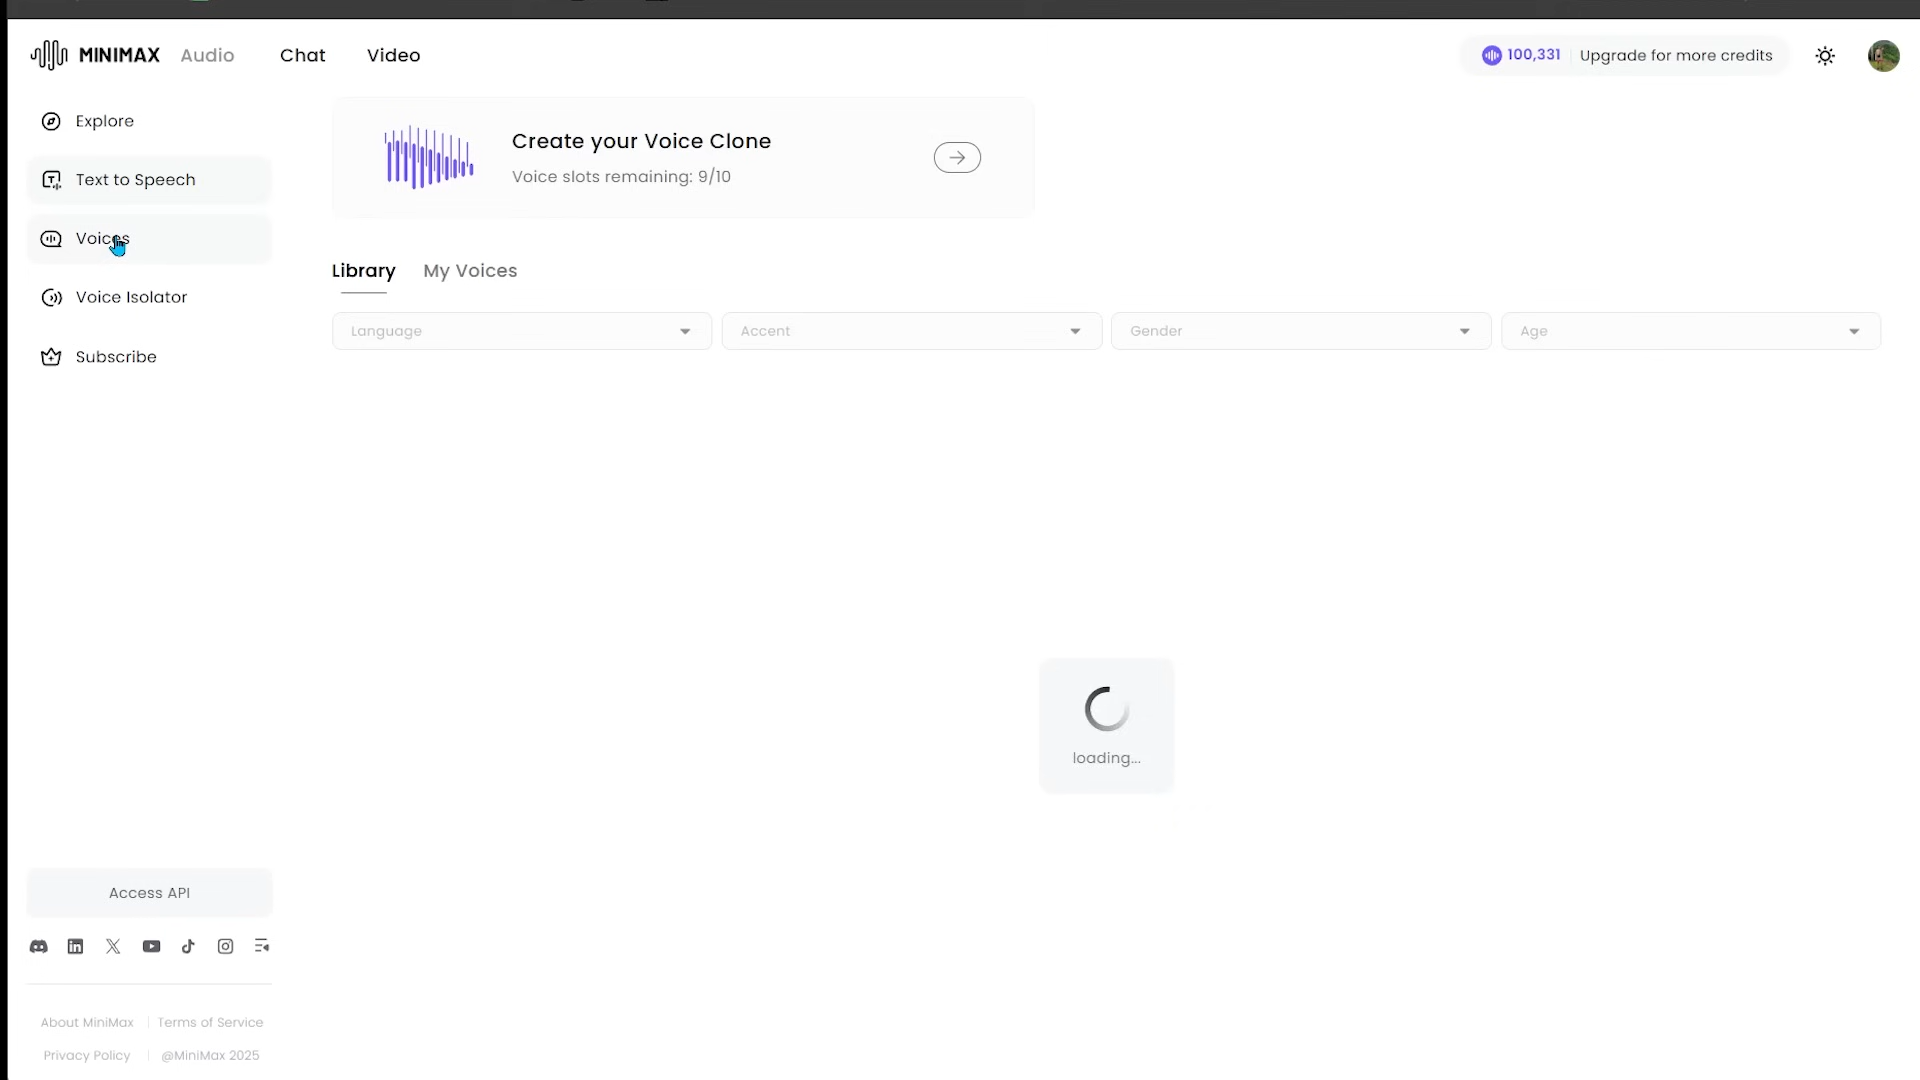 MINIMAX Audio Chat Video
100,331 Upgrade for more credits
Explore
Text to Speech
Voices
Voice Isolator
Subscribe
Create your Voice Clone
Voice slots remaining: 9/10
Library My Voices
Language Accent Gender Age
loading...
Access API
About MiniMax Terms of Service
Privacy Policy @MiniMax 2025